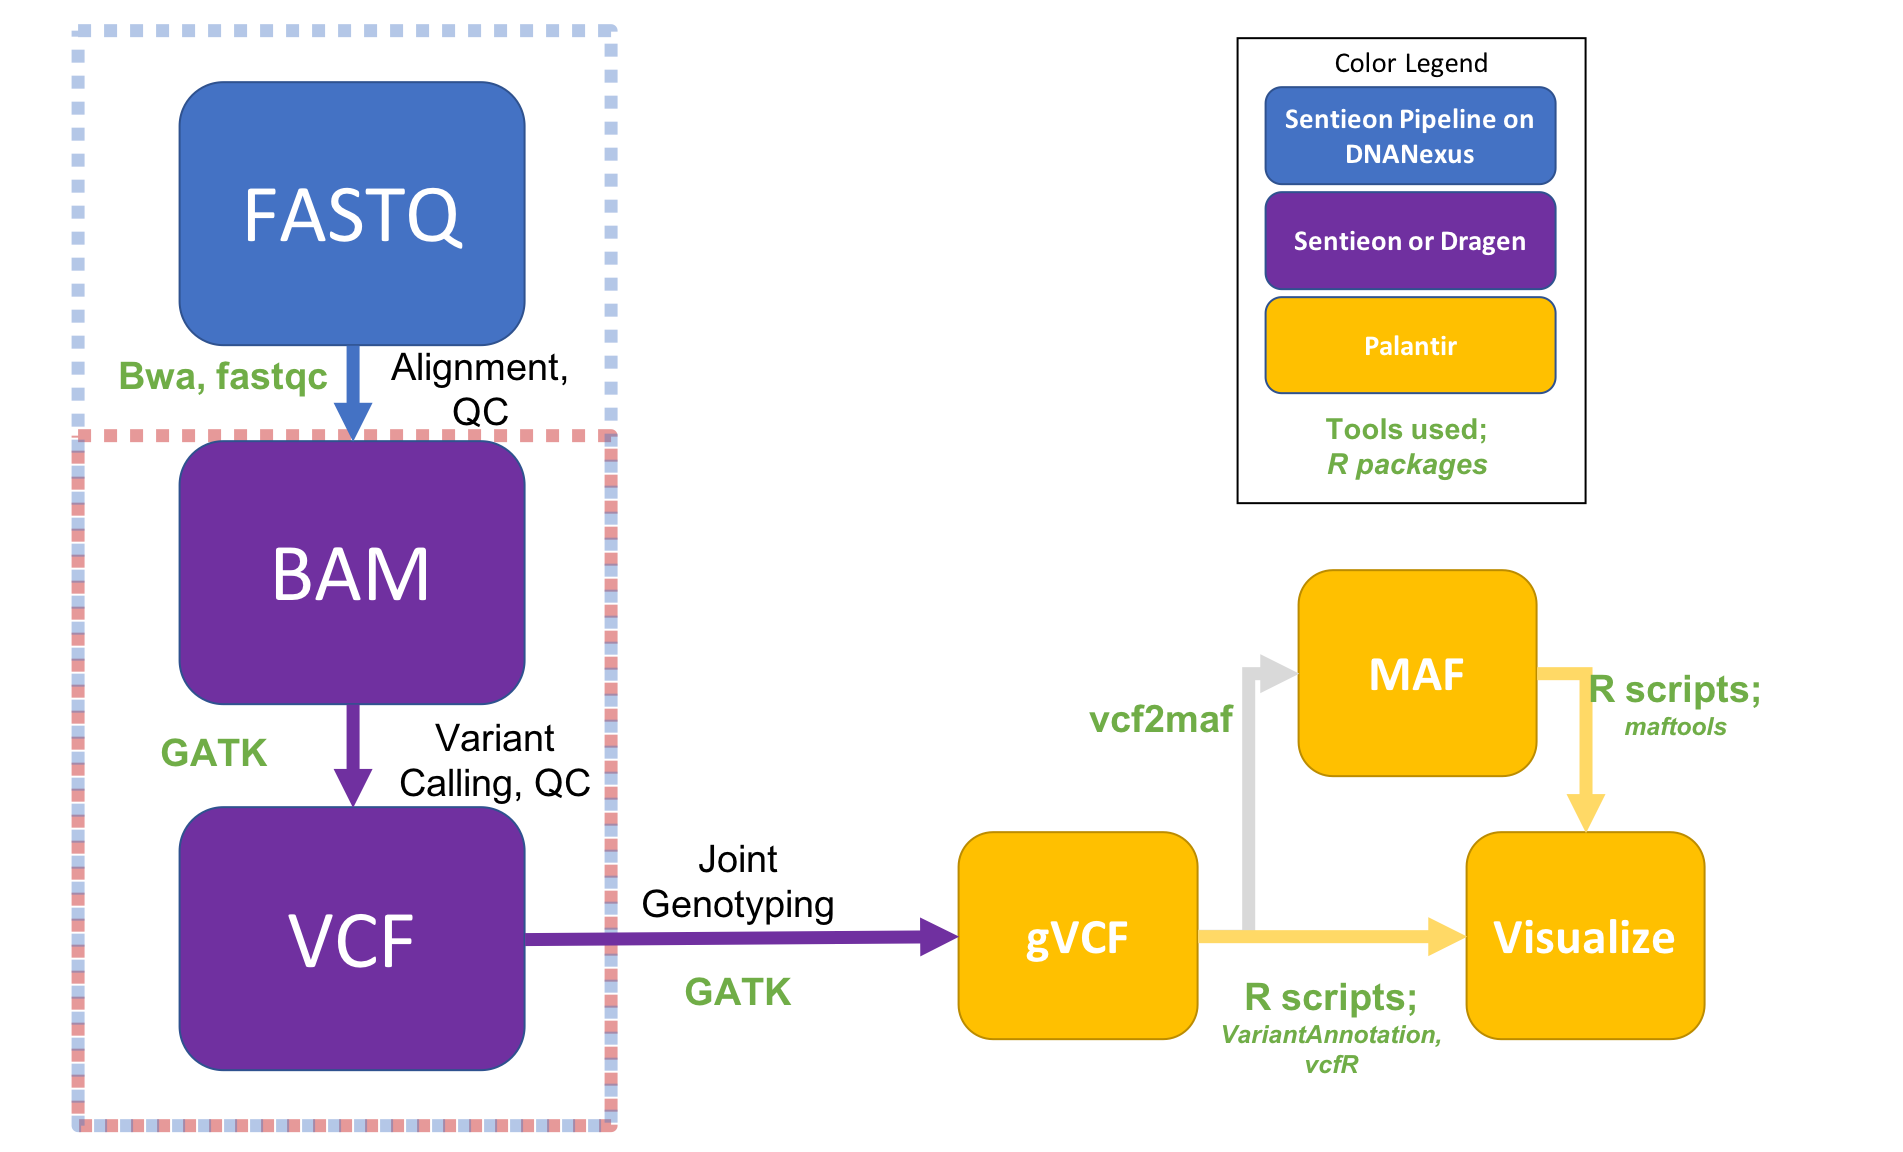 FASTQ
Bwa, fastqc
Alignment,
QC
BAM
GATK
Variant
Calling, QC
VCF
Joint
Genotyping
GATK
Color Legend
Sentieon Pipeline on
DNANexus
Sentieon or Dragen
Palantir
Tools used;
R packages
MAF
vcf2maf
R scripts;
maftools
gVCF
Visualize
R scripts;
VariantAnnotation,
vcfR